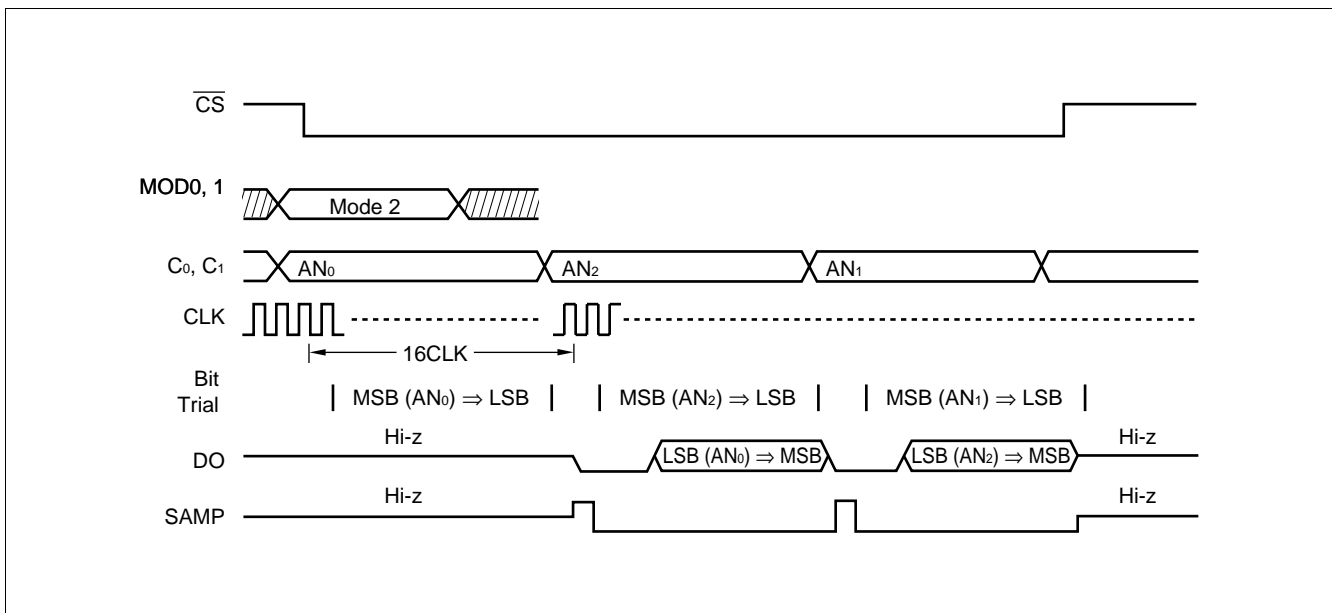 CS
MOD0, 1
Mode 2
C0, C1
AN0
AN2
AN1
CLK
16CLK
Bit
Trial
MSB (AN0) ⇒ LSB
MSB (AN2) ⇒ LSB
MSB (AN1) ⇒ LSB
DO
Hi-z
LSB (AN0) ⇒ MSB
LSB (AN2) ⇒ MSB
Hi-z
SAMP
Hi-z
Hi-z